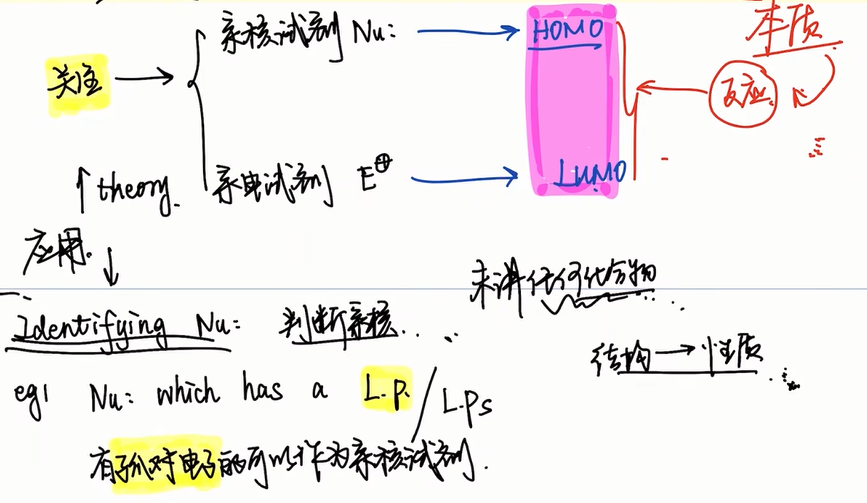 亲核试剂 Nu:
HOMO
本质
关注
反应
↑ theory.
亲电试剂 E⊕
LUMO
应用. ↓
未讲任何化合物...
Identifying Nu: 判断亲核...
结构 → 性质...
eg1 Nu: which has a L.p. / L.ps
有孤对电子的可以作为亲核试剂.